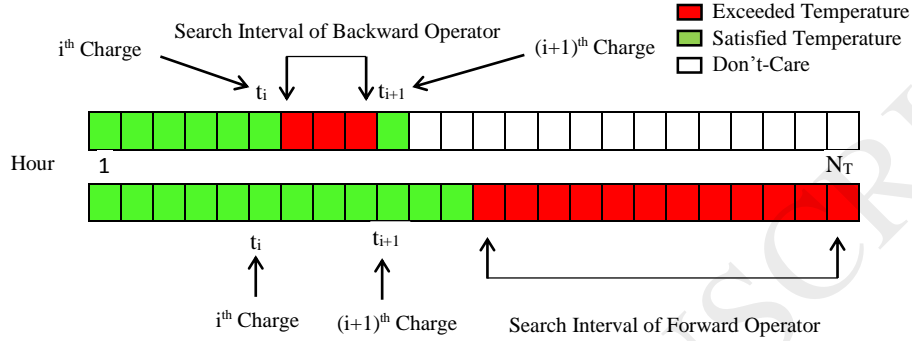 Exceeded Temperature
Satisfied Temperature
Don't-Care
Search Interval of Backward Operator
iᵗʰ Charge
(i+1)ᵗʰ Charge
tᵢ
tᵢ₊₁
Hour
1
N_T
tᵢ
tᵢ₊₁
iᵗʰ Charge
(i+1)ᵗʰ Charge
Search Interval of Forward Operator